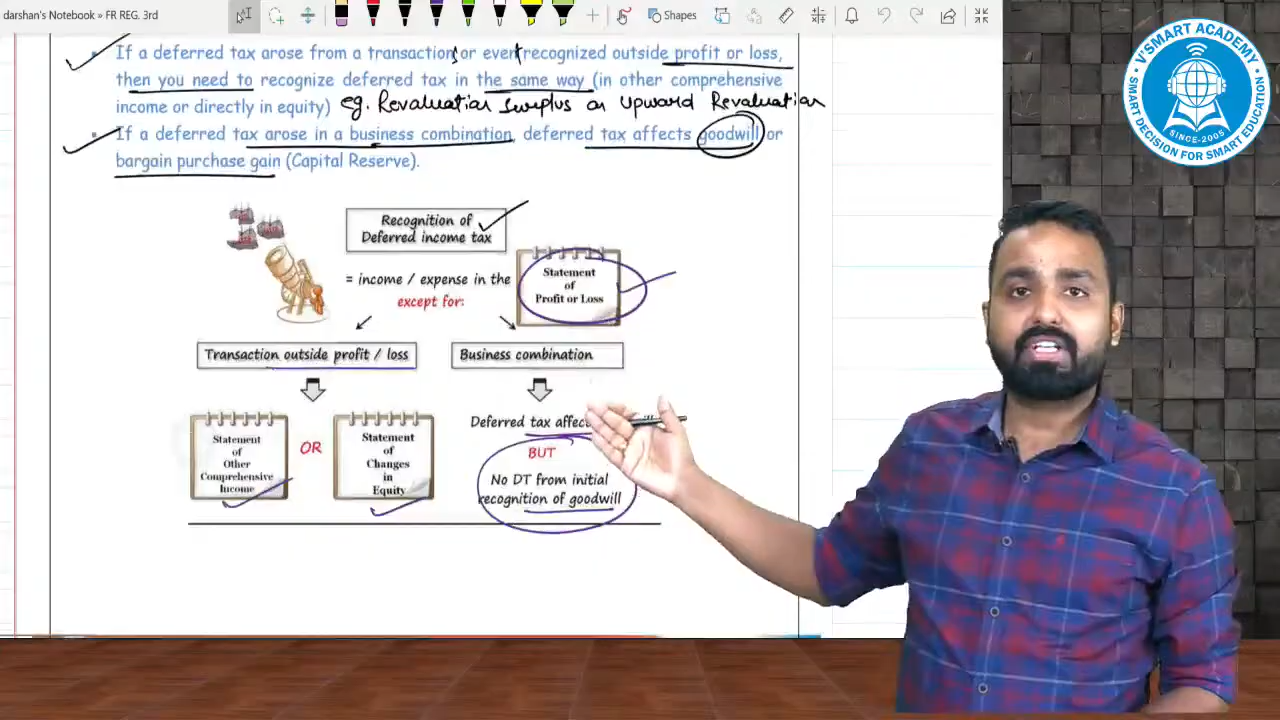 darshan's Notebook » FR REG. 3rd
Shapes
If a deferred tax arose from a transaction or event recognized outside profit or loss,
then you need to recognize deferred tax in the same way (in other comprehensive
income or directly in equity) eg. Revaluation Surplus on Upward Revaluation
If a deferred tax arose in a business combination, deferred tax affects goodwill or
bargain purchase gain (Capital Reserve).
Recognition of
Deferred income tax
= income / expense in the
except for:
Statement
of
Profit or Loss
Transaction outside profit / loss
Business combination
Statement
of
Other
Comprehensive
Income
OR
Statement
of
Changes
in
Equity
Deferred tax affec
BUT
No DT from initial
recognition of goodwill
V'SMART ACADEMY
SINCE-2005
SMART DECISION FOR SMART EDUCATION